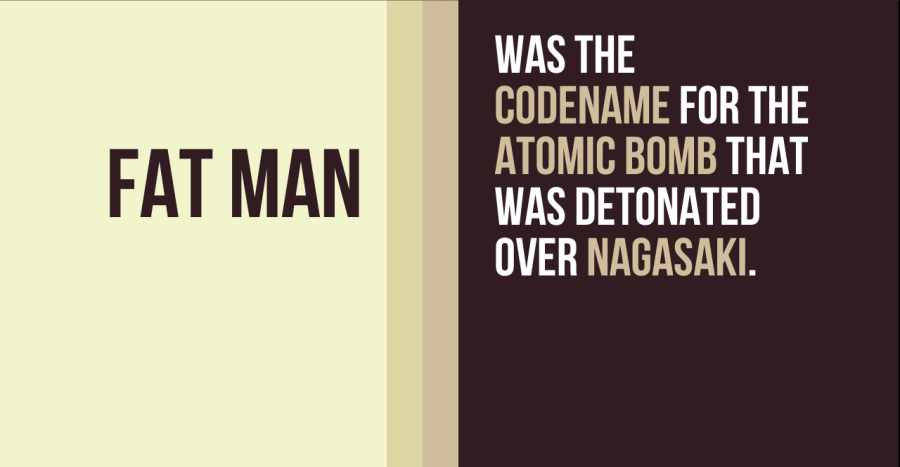 FAT MAN
WAS THE
CODENAME FOR THE
ATOMIC BOMB THAT
WAS DETONATED
OVER NAGASAKI.